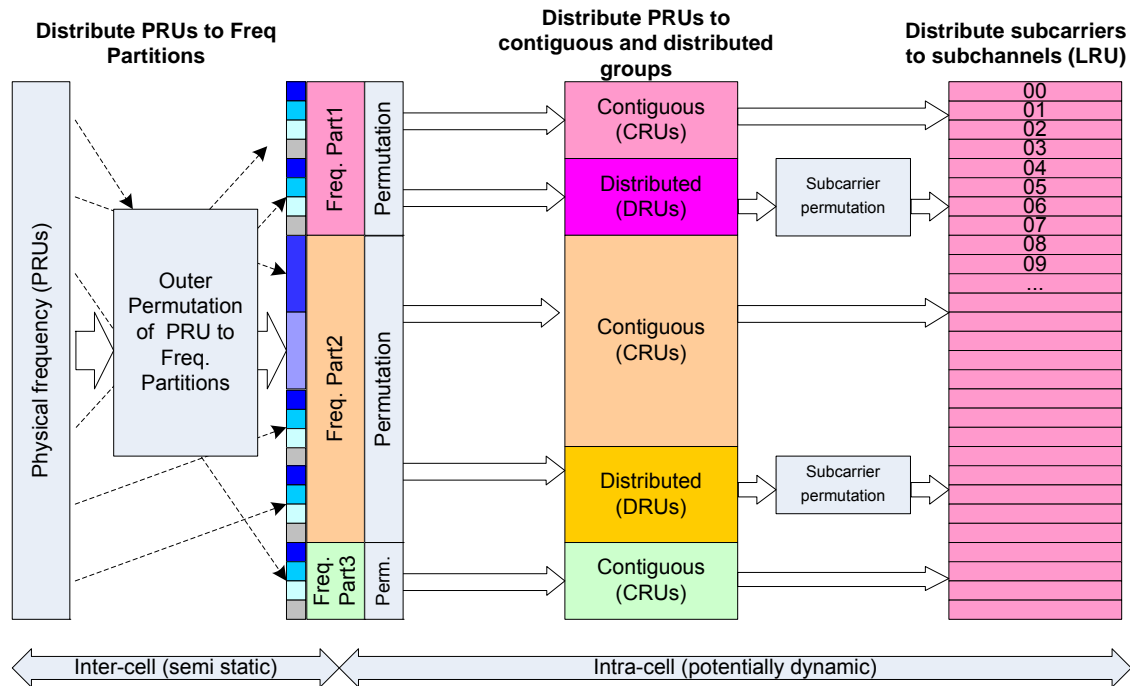 Distribute PRUs to Freq
Partitions
Distribute PRUs to
contiguous and distributed
groups
Distribute subcarriers
to subchannels (LRU)
Physical frequency (PRUs)
Outer
Permutation
of PRU to
Freq.
Partitions
Freq. Part1
Permutation
Freq. Part2
Permutation
Freq.
Part3
Perm.
Contiguous
(CRUs)
Distributed
(DRUs)
Contiguous
(CRUs)
Distributed
(DRUs)
Contiguous
(CRUs)
Subcarrier
permutation
Subcarrier
permutation
00
01
02
03
04
05
06
07
08
09
...
Inter-cell (semi static)
Intra-cell (potentially dynamic)